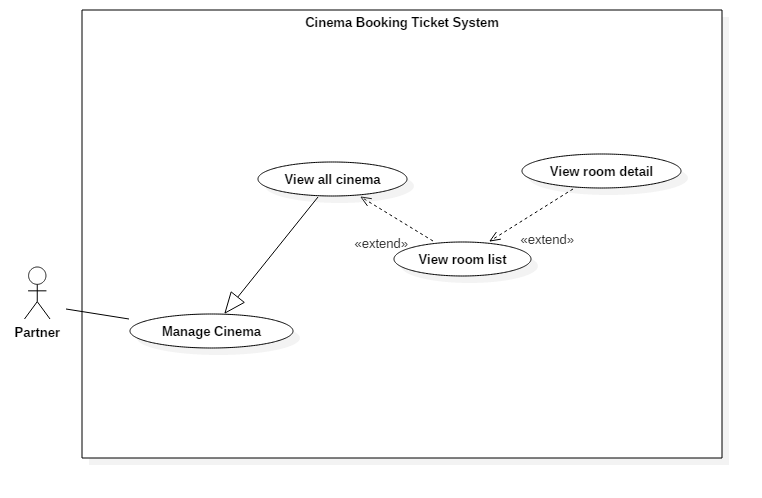 Cinema Booking Ticket System
View all cinema
View room detail
«extend»
«extend»
View room list
Manage Cinema
Partner